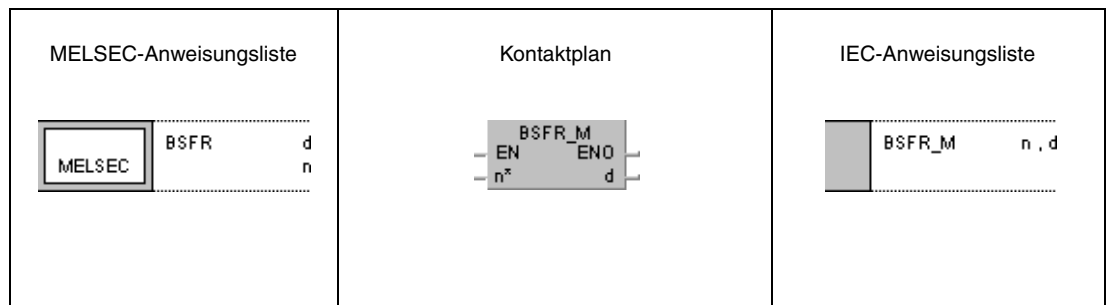 MELSEC-Anweisungsliste
MELSEC
BSFR d
n
Kontaktplan
BSFR_M
EN ENO
n* d
IEC-Anweisungsliste
BSFR_M n , d